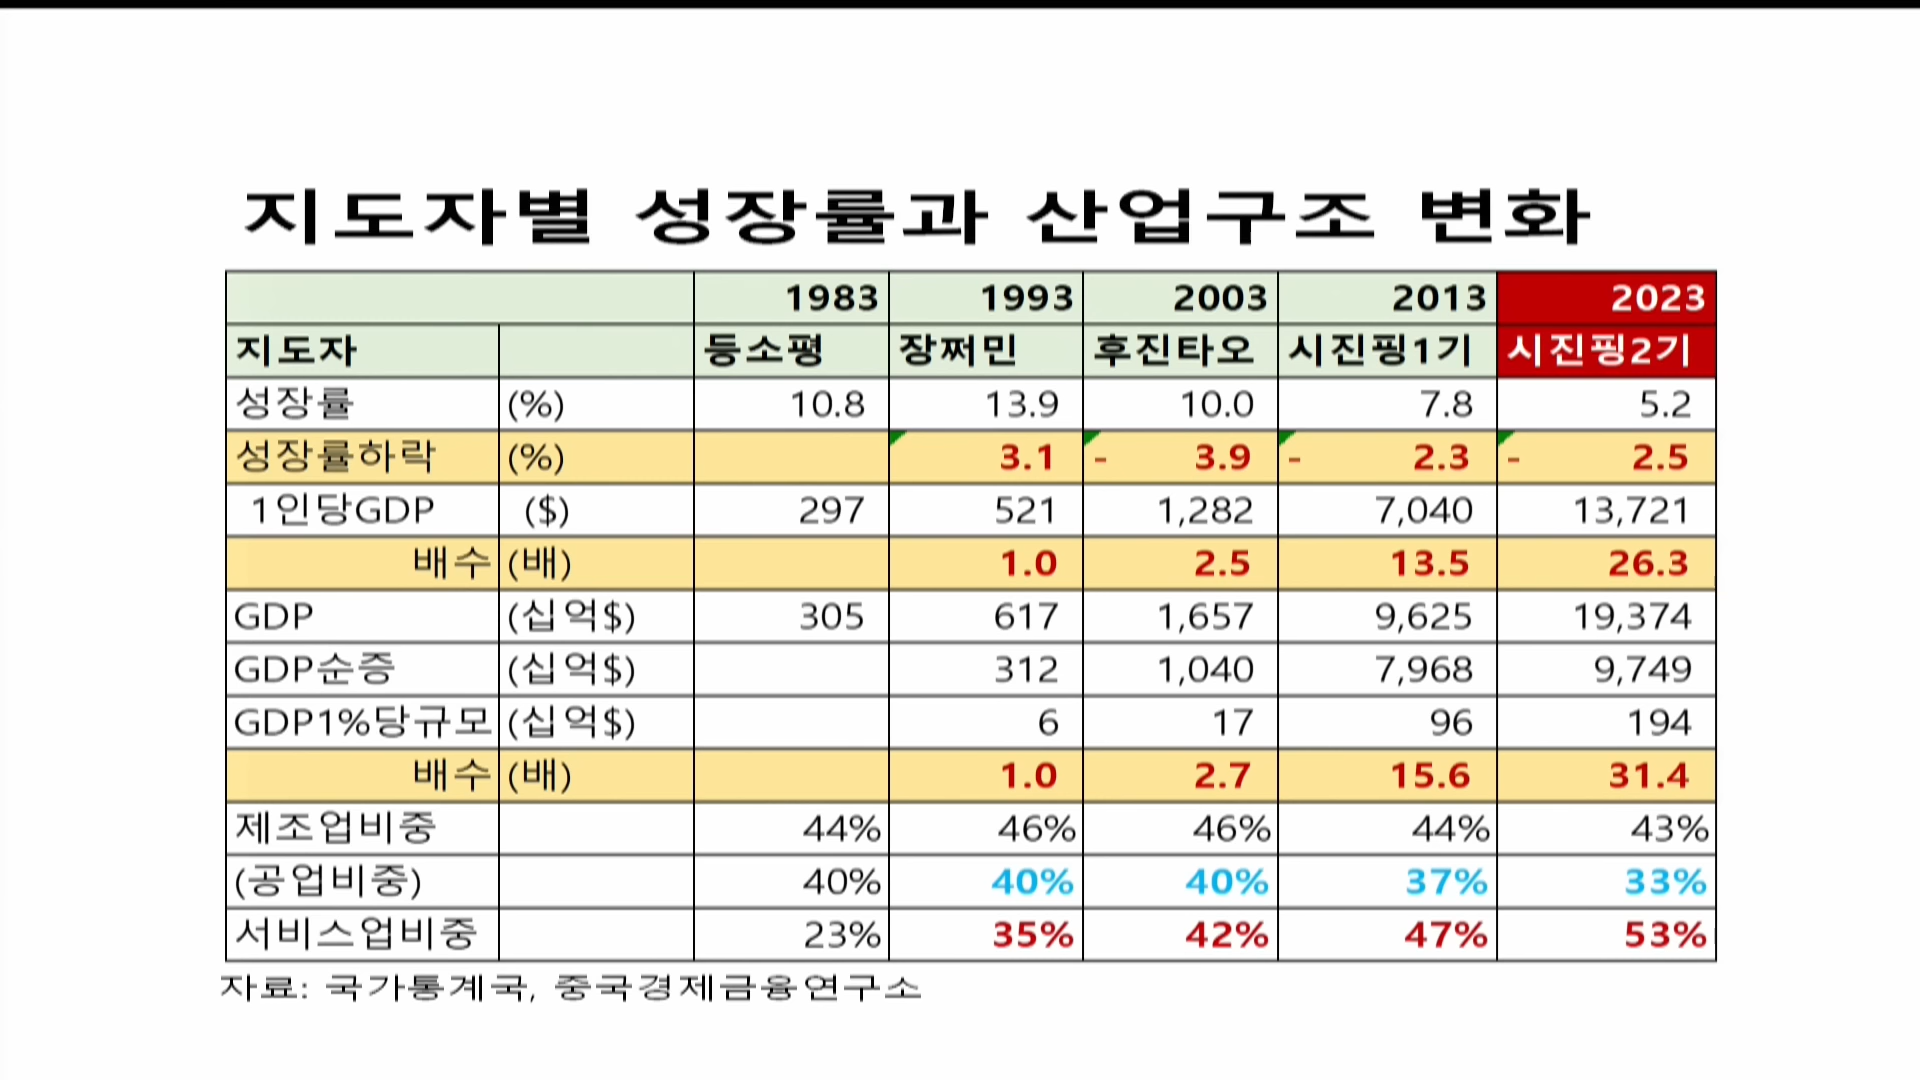 지도자별 성장률과 산업구조 변화
1983 1993 2003 2013 2023
지도자 등소평 장쩌민 후진타오 시진핑1기 시진핑2기
성장률 (%) 10.8 13.9 10.0 7.8 5.2
성장률하락 (%) 3.1 - 3.9 - 2.3 - 2.5
1인당GDP ($) 297 521 1,282 7,040 13,721
배수 (배) 1.0 2.5 13.5 26.3
GDP (십억$) 305 617 1,657 9,625 19,374
GDP순증 (십억$) 312 1,040 7,968 9,749
GDP1%당규모 (십억$) 6 17 96 194
배수 (배) 1.0 2.7 15.6 31.4
제조업비중 44% 46% 46% 44% 43%
(공업비중) 40% 40% 40% 37% 33%
서비스업비중 23% 35% 42% 47% 53%
자료: 국가통계국, 중국경제금융연구소